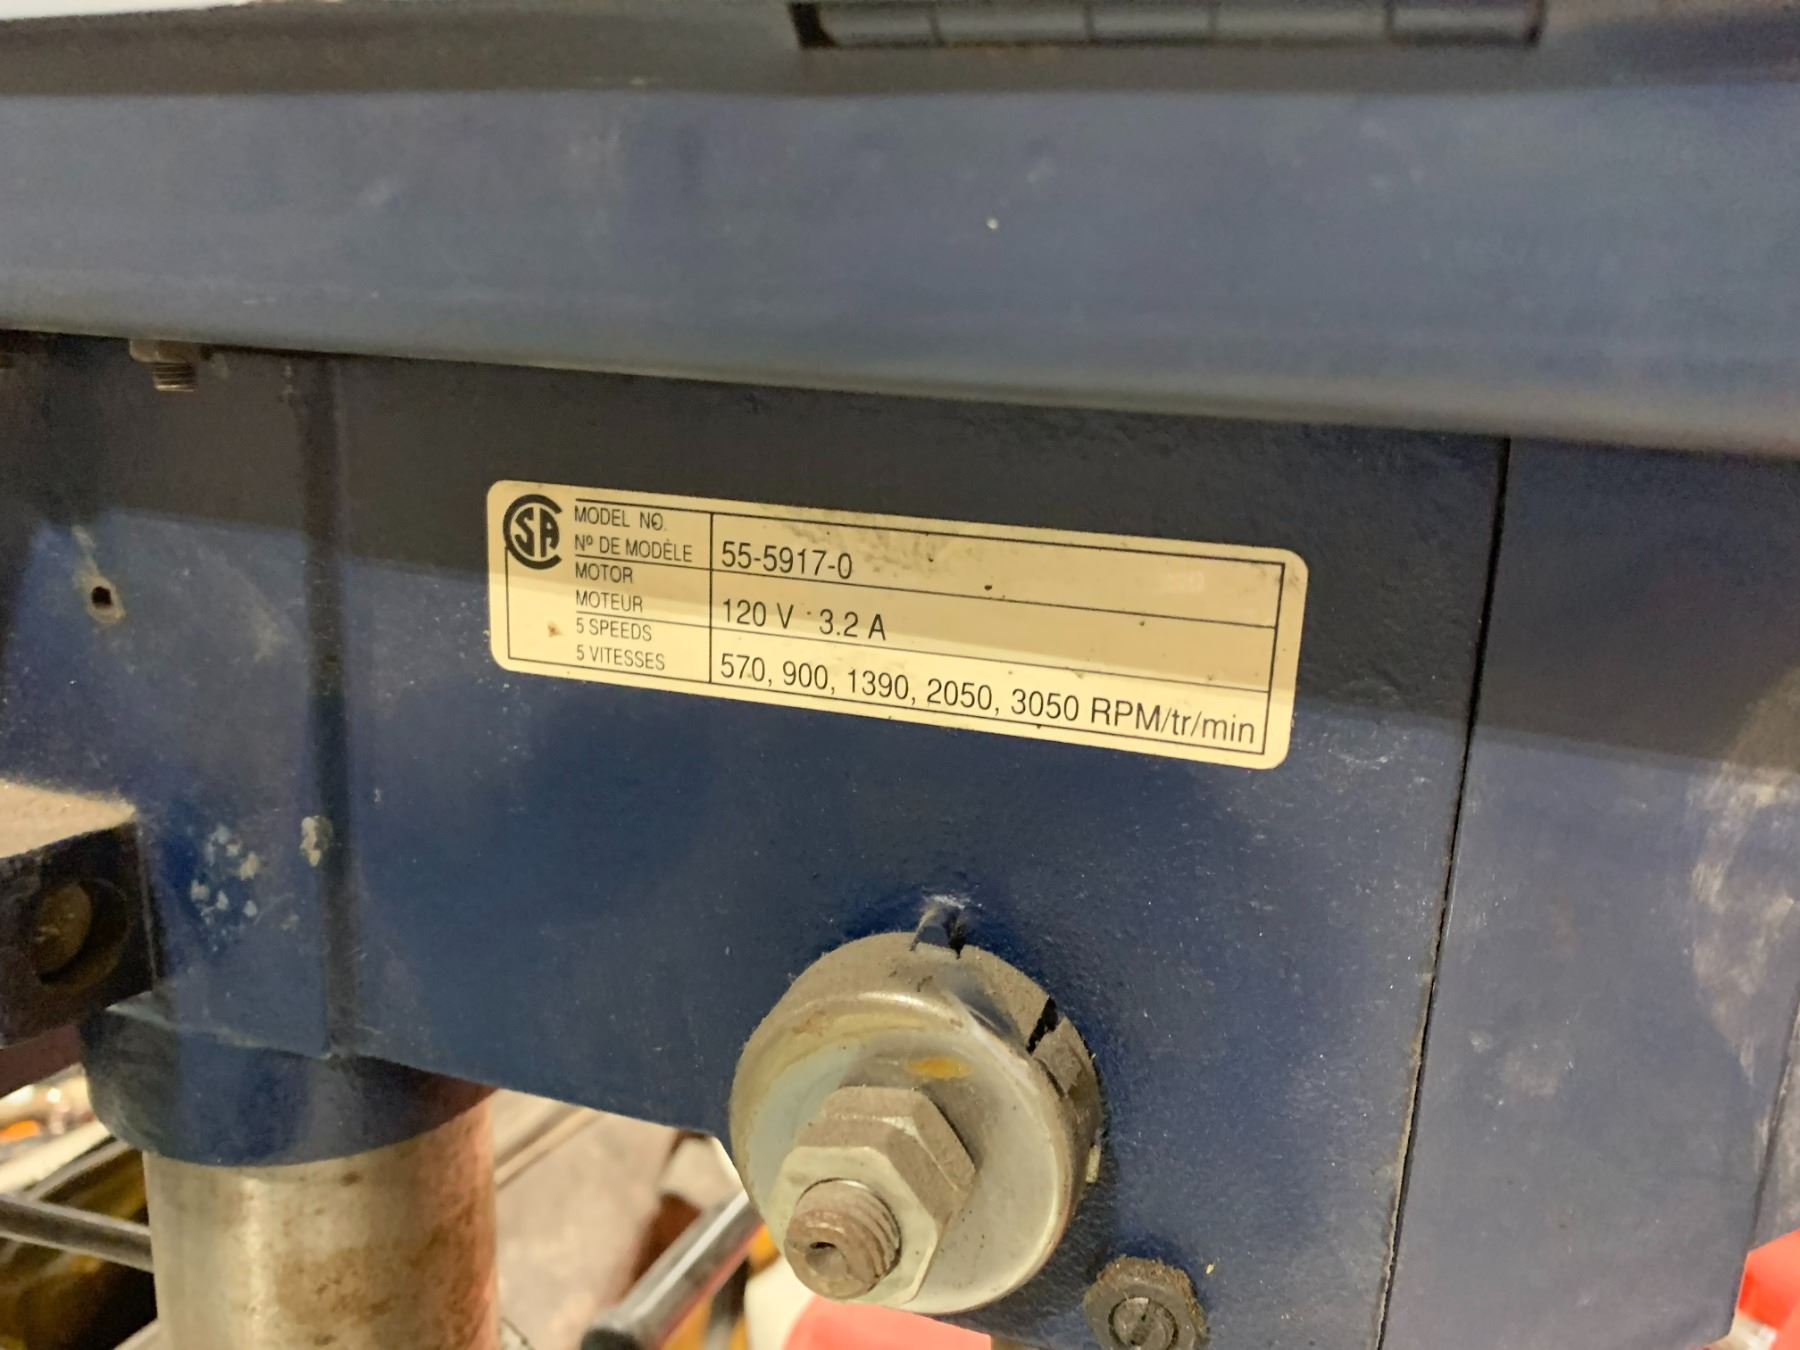 CSA
MODEL NO.
Nº DE MODÈLE
55-5917-0
MOTOR
MOTEUR
120 V 3.2 A
5 SPEEDS
5 VITESSES
570, 900, 1390, 2050, 3050 RPM/tr/min